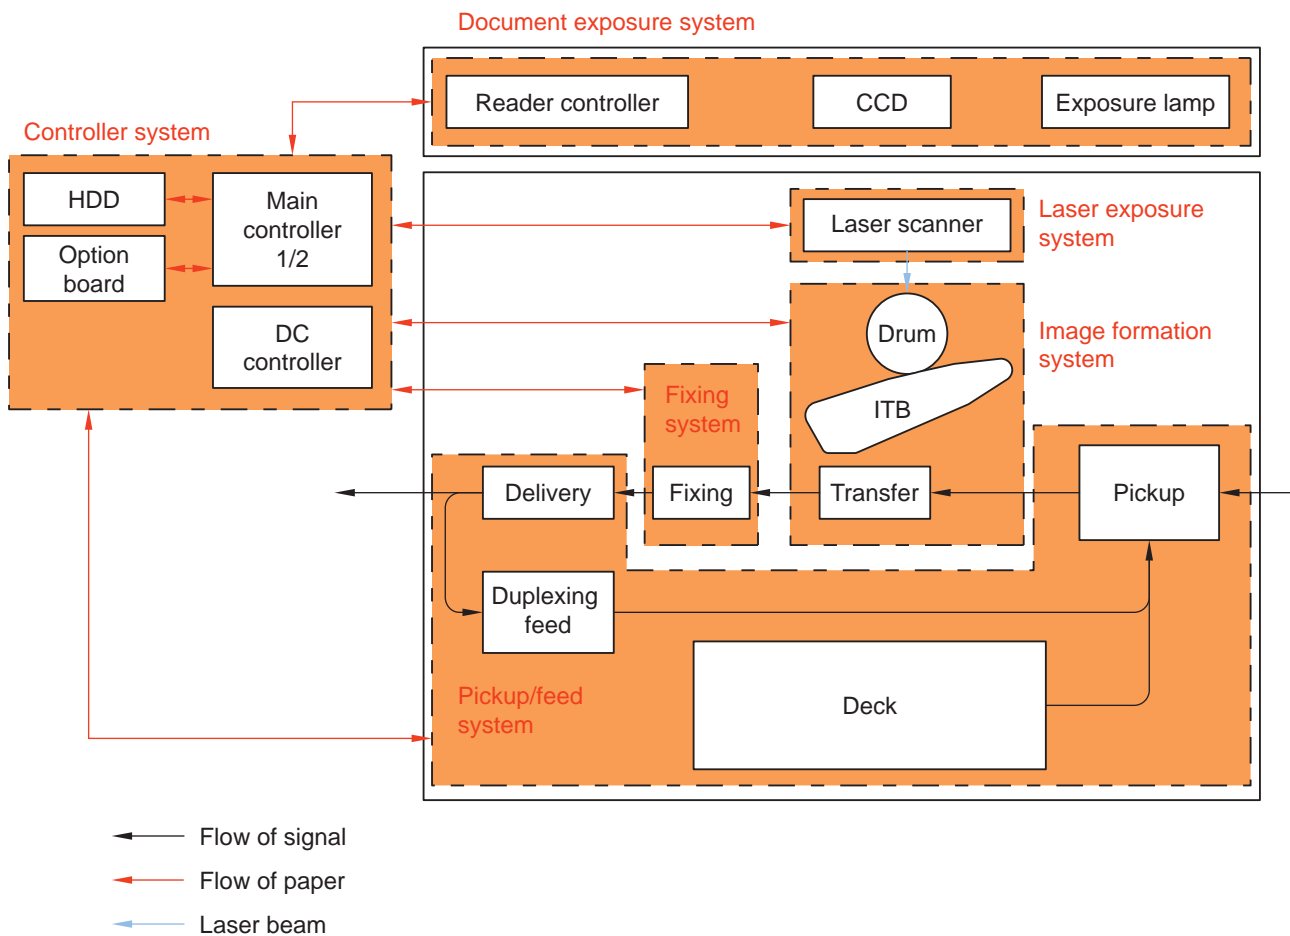 Document exposure system
Reader controller
CCD
Exposure lamp
Controller system
HDD
Main
controller
1/2
Option
board
DC
controller
Laser scanner
Laser exposure
system
Drum
ITB
Image formation
system
Fixing
system
Delivery
Fixing
Transfer
Pickup
Duplexing
feed
Deck
Pickup/feed
system
Flow of signal
Flow of paper
Laser beam